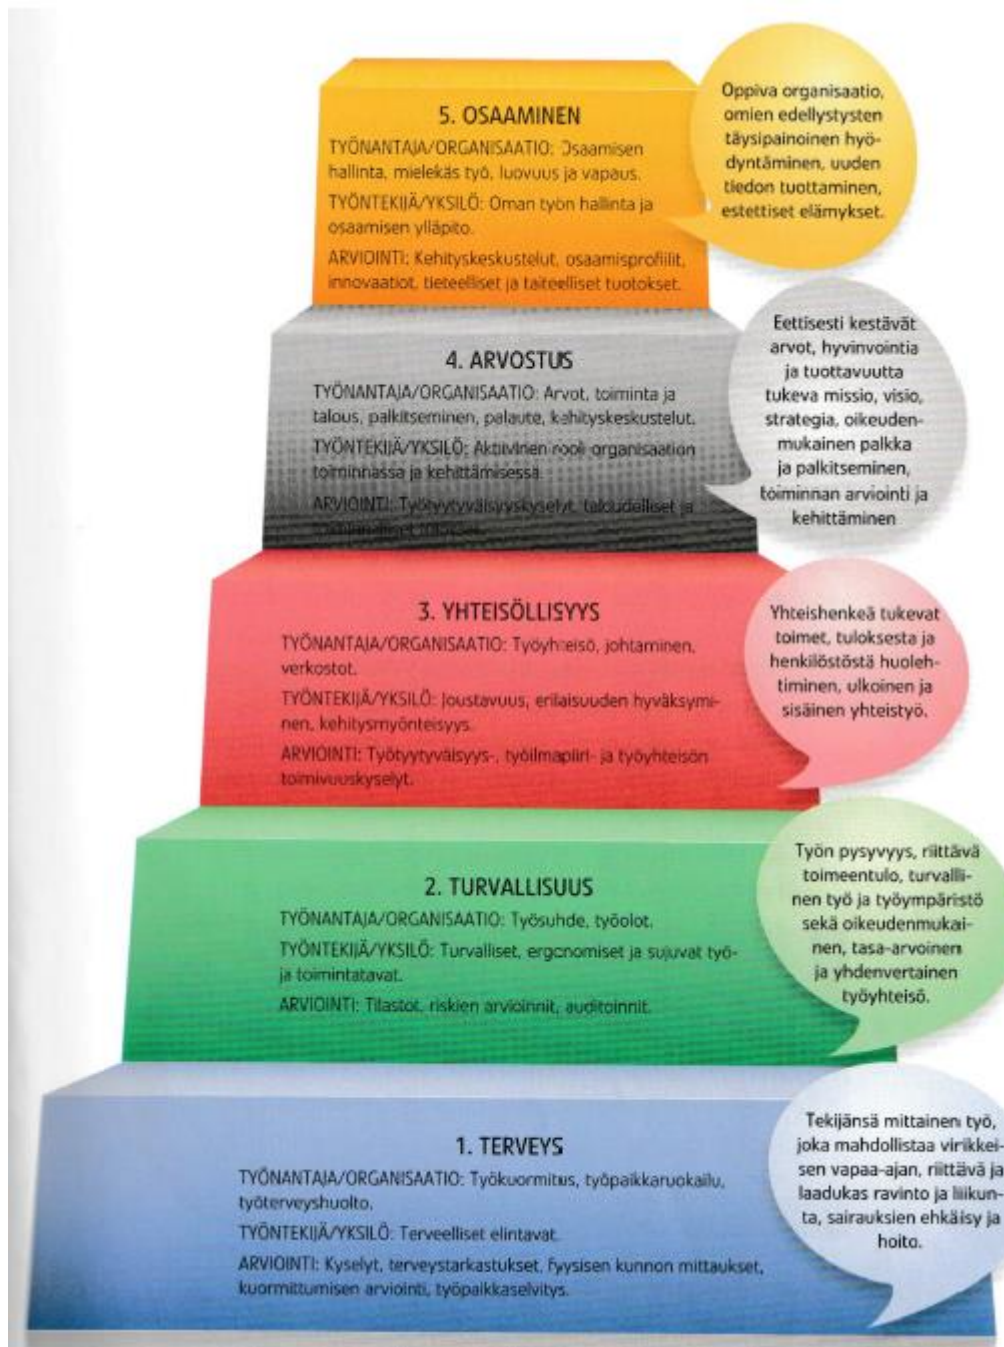 5. OSAAMINEN
TYÖNANTAJA/ORGANISAATIO: Osaamisen
hallinta, mielekäs työ, luovuus ja vapaus.
TYÖNTEKIJÄ/YKSILÖ: Oman työn hallinta ja
osaamisen ylläpito.
ARVIOINTI: Kehityskeskustelut, osaamisprofiilit,
innovaatiot, tieteelliset ja taiteelliset tuotokset.
Oppiva organisaatio,
omien edellytysten
täysipainoinen hyö-
dyntäminen, uuden
tiedon tuottaminen,
estettiset elämykset.
4. ARVOSTUS
TYÖNANTAJA/ORGANISAATIO: Arvot, toiminta ja
talous, palkitseminen, palaute, kehityskeskustelut.
TYÖNTEKIJÄ/YKSILÖ: Aktiivinen rooli organisaation
toiminnassa ja kehittämisessä.
ARVIOINTI: Työtyytyväisyyskyselyt, taloudelliset ja
Eettisesti kestävät
arvot, hyvinvointia
ja tuottavuutta
tukeva missio, visio,
strategia, oikeuden-
mukainen palkka
ja palkitseminen,
toiminnan arviointi ja
kehittäminen
3. YHTEISÖLLISYYS
TYÖNANTAJA/ORGANISAATIO: Työyhteisö, johtaminen,
verkostot.
TYÖNTEKIJÄ/YKSILÖ: Joustavuus, erilaisuuden hyväksymi-
nen, kehitysmyönteisyys.
ARVIOINTI: Työtyytyväisyys-, työilmapiiri- ja työyhteisön
toimivuuskyselyt.
Yhteishenkeä tukevat
toimet, tuloksesta ja
henkilöstöstä huoleh-
timinen, ulkoinen ja
sisäinen yhteistyö.
2. TURVALLISUUS
TYÖNANTAJA/ORGANISAATIO: Työsuhde, työolot.
TYÖNTEKIJÄ/YKSILÖ: Turvalliset, ergonomiset ja sujuvat työ-
ja toimintatavat.
ARVIOINTI: Tilastot, riskien arvioinnit, auditoinnit.
Työn pysyvyys, riittävä
toimeentulo, turvalli-
nen työ ja työympäristö
sekä oikeudenmukai-
nen, tasa-arvoinen
ja yhdenvertainen
työyhteisö.
1. TERVEYS
TYÖNANTAJA/ORGANISAATIO: Työkuormitus, työpaikkaruokailu,
työterveyshuolto.
TYÖNTEKIJÄ/YKSILÖ: Terveelliset elintavat.
ARVIOINTI: Kyselyt, terveystarkastukset, fyysisen kunnon mittaukset,
kuormittumisen arviointi, työpaikkaselvitys.
Tekijänsä mittainen työ,
joka mahdollistaa virikkei-
sen vapaa-ajan, riittävä ja
laadukas ravinto ja liikun-
ta, sairauksien ehkäisy ja
hoito.